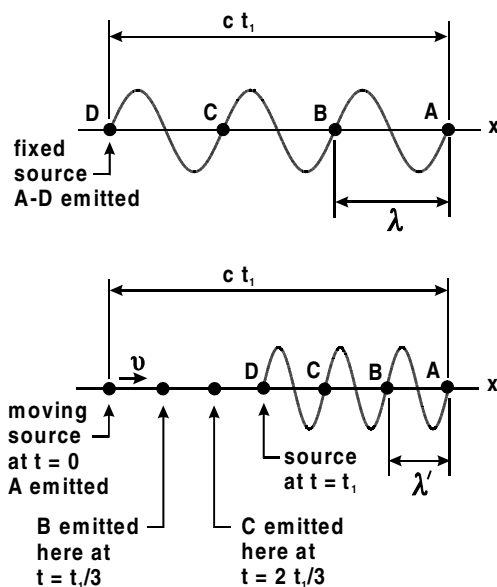 c t₁
D C B A x
fixed
source
A-D emitted
λ
c t₁
υ D C B A x
moving
source
at t = 0
A emitted
source
at t = t₁
λ′
B emitted
here at
t = t₁/3
C emitted
here at
t = 2 t₁/3